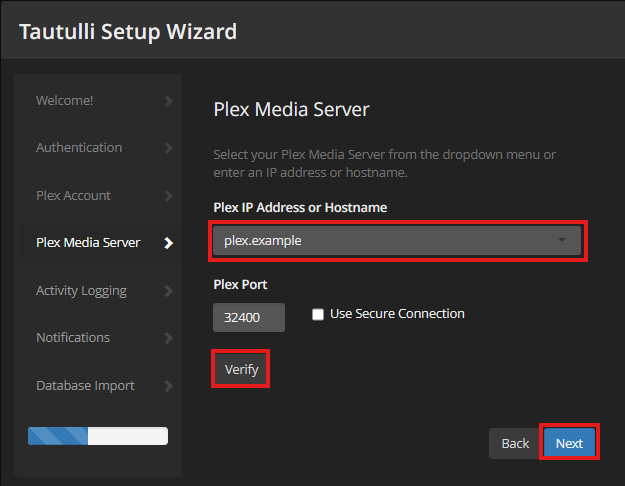 Tautulli Setup Wizard
Welcome!
Authentication
Plex Account
Plex Media Server
Activity Logging
Notifications
Database Import
Plex Media Server
Select your Plex Media Server from the dropdown menu or
enter an IP address or hostname.
Plex IP Address or Hostname
plex.example
Plex Port
32400
Use Secure Connection
Verify
Back
Next